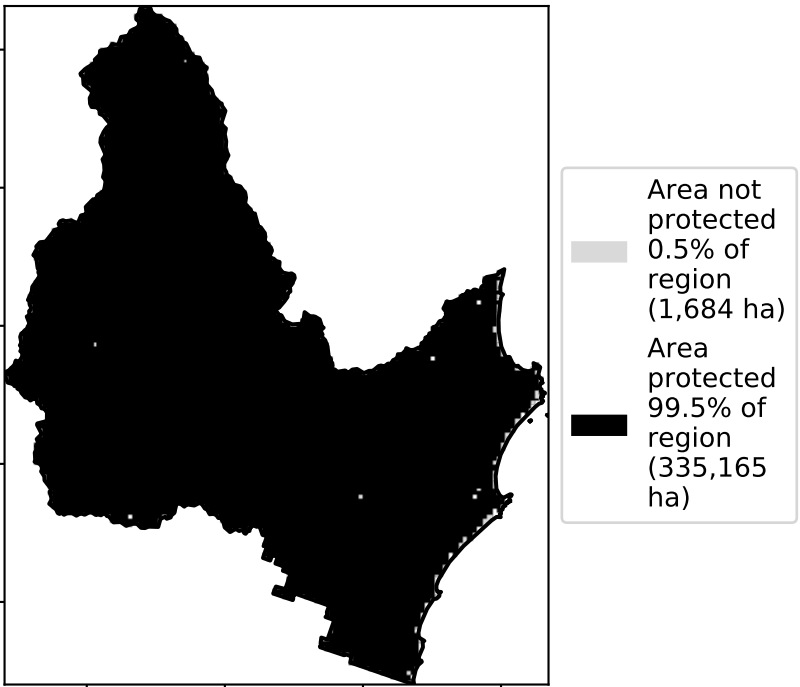 Area not
protected
0.5% of
region
(1,684 ha)
Area
protected
99.5% of
region
(335,165
ha)